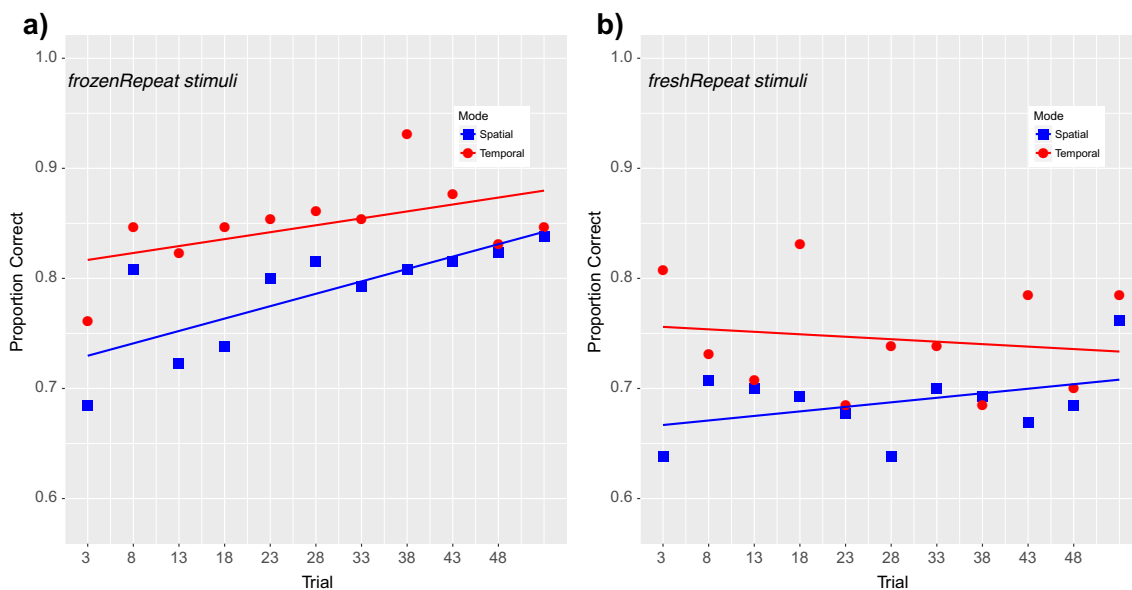 a)
frozenRepeat stimuli
Mode
Spatial
Temporal
1.0
0.9
0.8
0.7
0.6
Proportion Correct
3 8 13 18 23 28 33 38 43 48
Trial
b)
freshRepeat stimuli
Mode
Spatial
Temporal
1.0
0.9
0.8
0.7
0.6
Proportion Correct
3 8 13 18 23 28 33 38 43 48
Trial